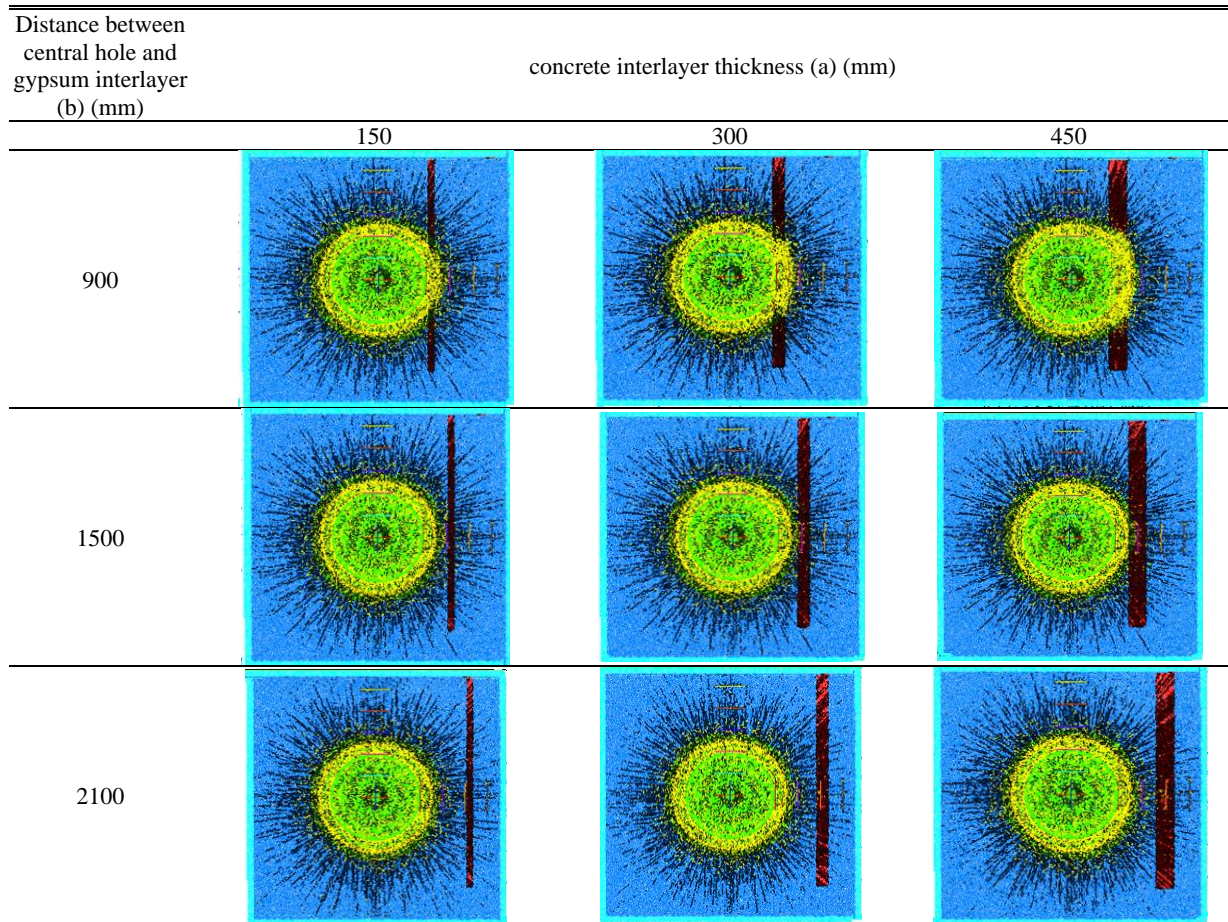 Distance between
central hole and
gypsum interlayer
(b) (mm)
concrete interlayer thickness (a) (mm)
150
300
450
900
1500
2100